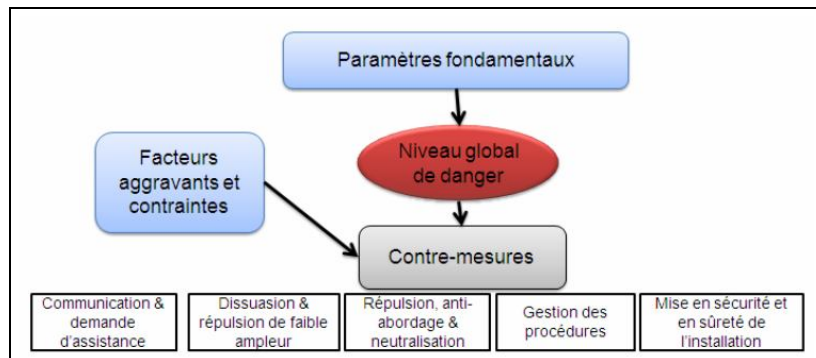 Paramètres fondamentaux
Niveau global
de danger
Facteurs
aggravants et
contraintes
Contre-mesures
Communication &
demande
d'assistance
Dissuasion &
répulsion de faible
ampleur
Répulsion, anti-
abordage &
neutralisation
Gestion des
procédures
Mise en sécurité et
en sûreté de
l'installation